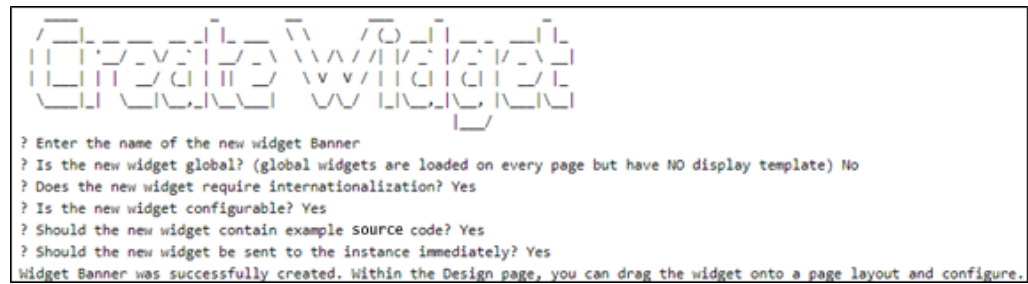 Create Widget
? Enter the name of the new widget Banner
? Is the new widget global? (global widgets are loaded on every page but have NO display template) No
? Does the new widget require internationalization? Yes
? Is the new widget configurable? Yes
? Should the new widget contain example source code? Yes
? Should the new widget be sent to the instance immediately? Yes
Widget Banner was successfully created. Within the Design page, you can drag the widget onto a page layout and configure.